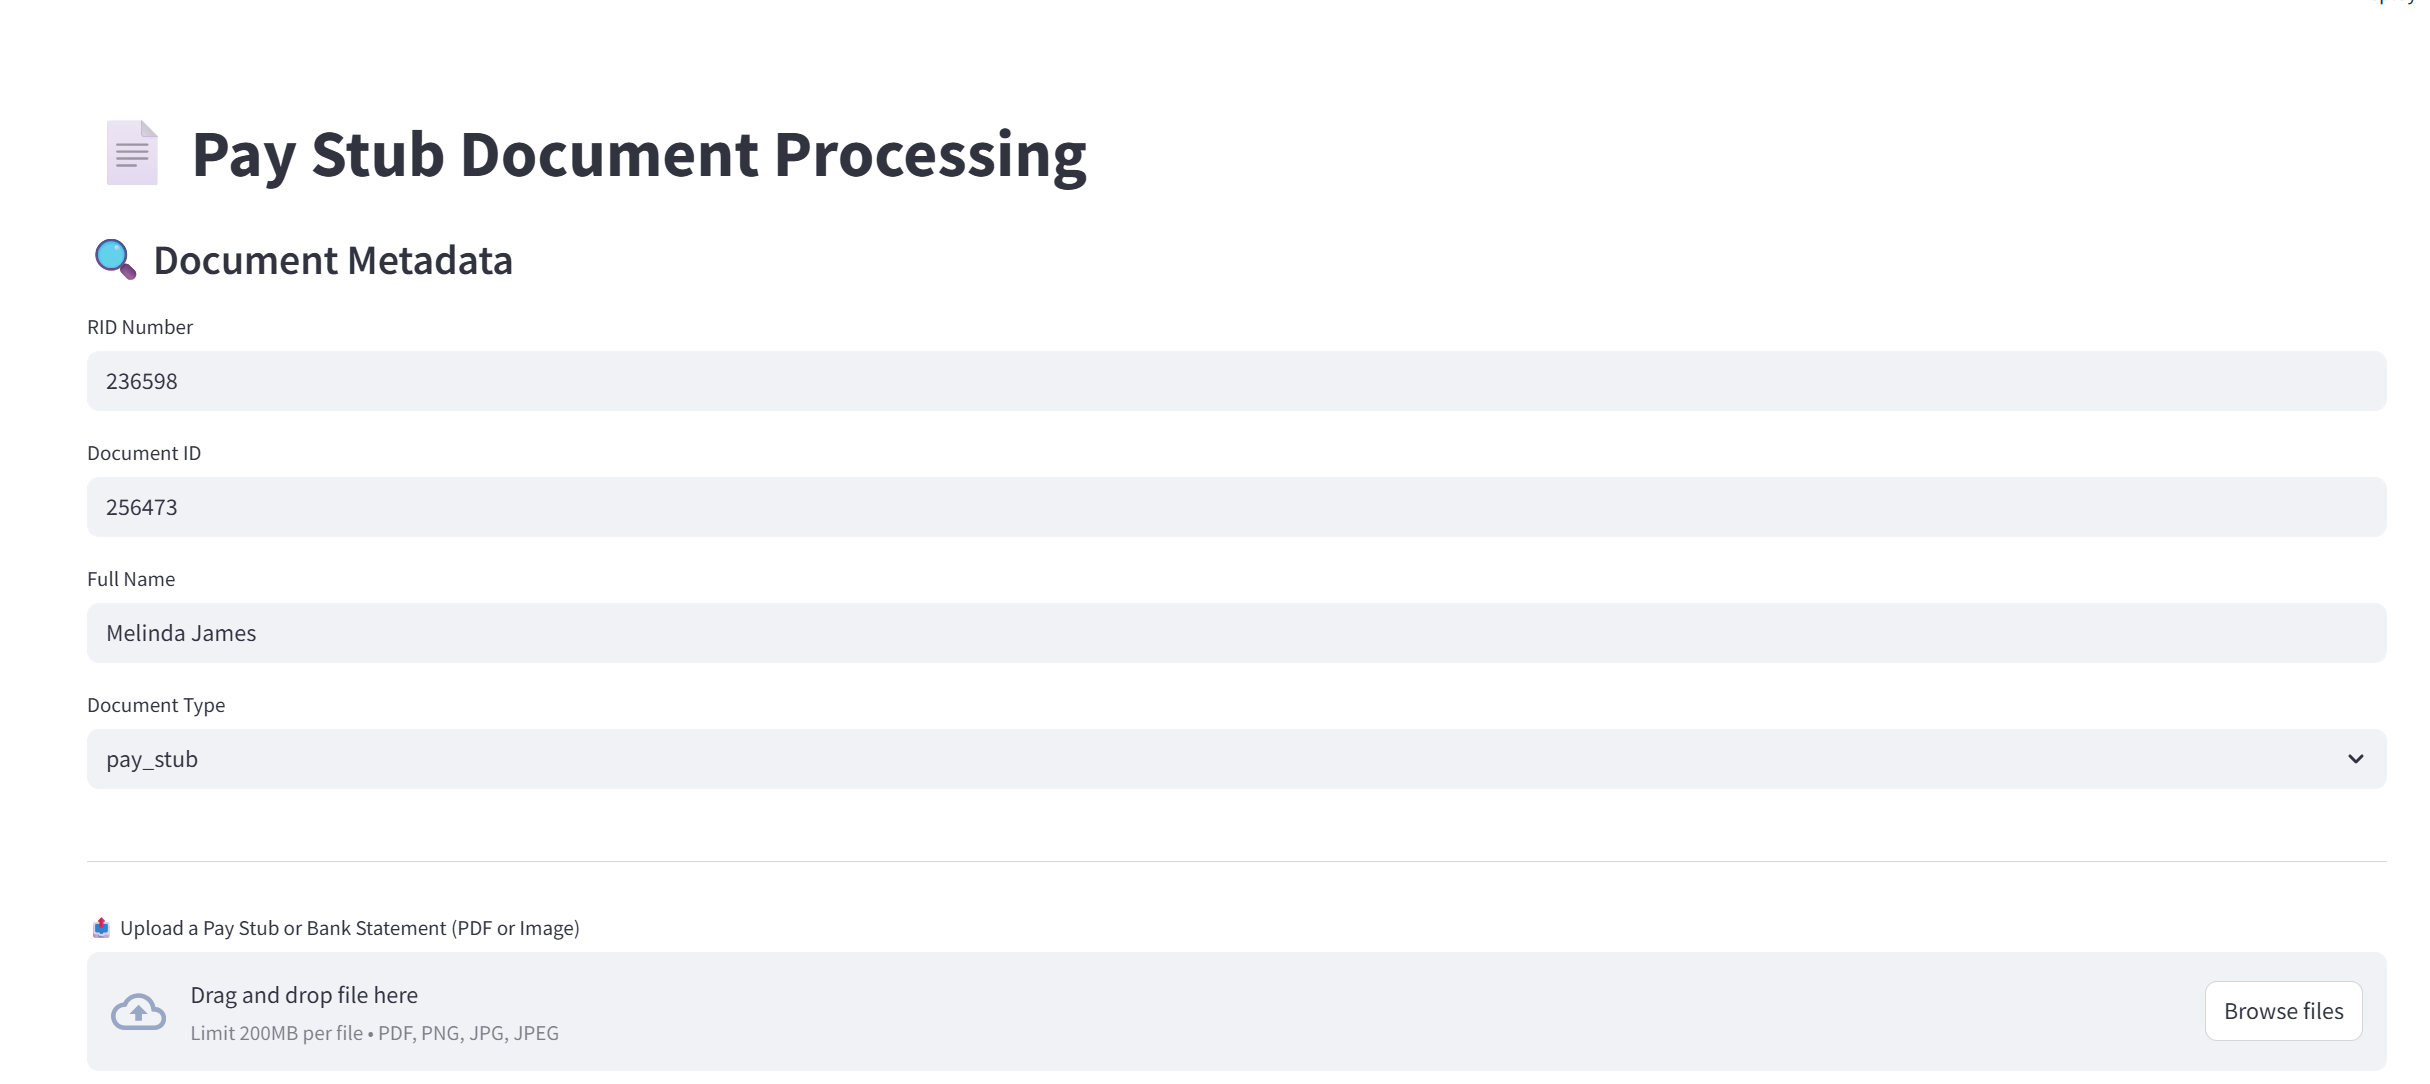 Pay Stub Document Processing
Document Metadata
RID Number
236598
Document ID
256473
Full Name
Melinda James
Document Type
pay_stub
Upload a Pay Stub or Bank Statement (PDF or Image)
Drag and drop file here
Limit 200MB per file • PDF, PNG, JPG, JPEG
Browse files